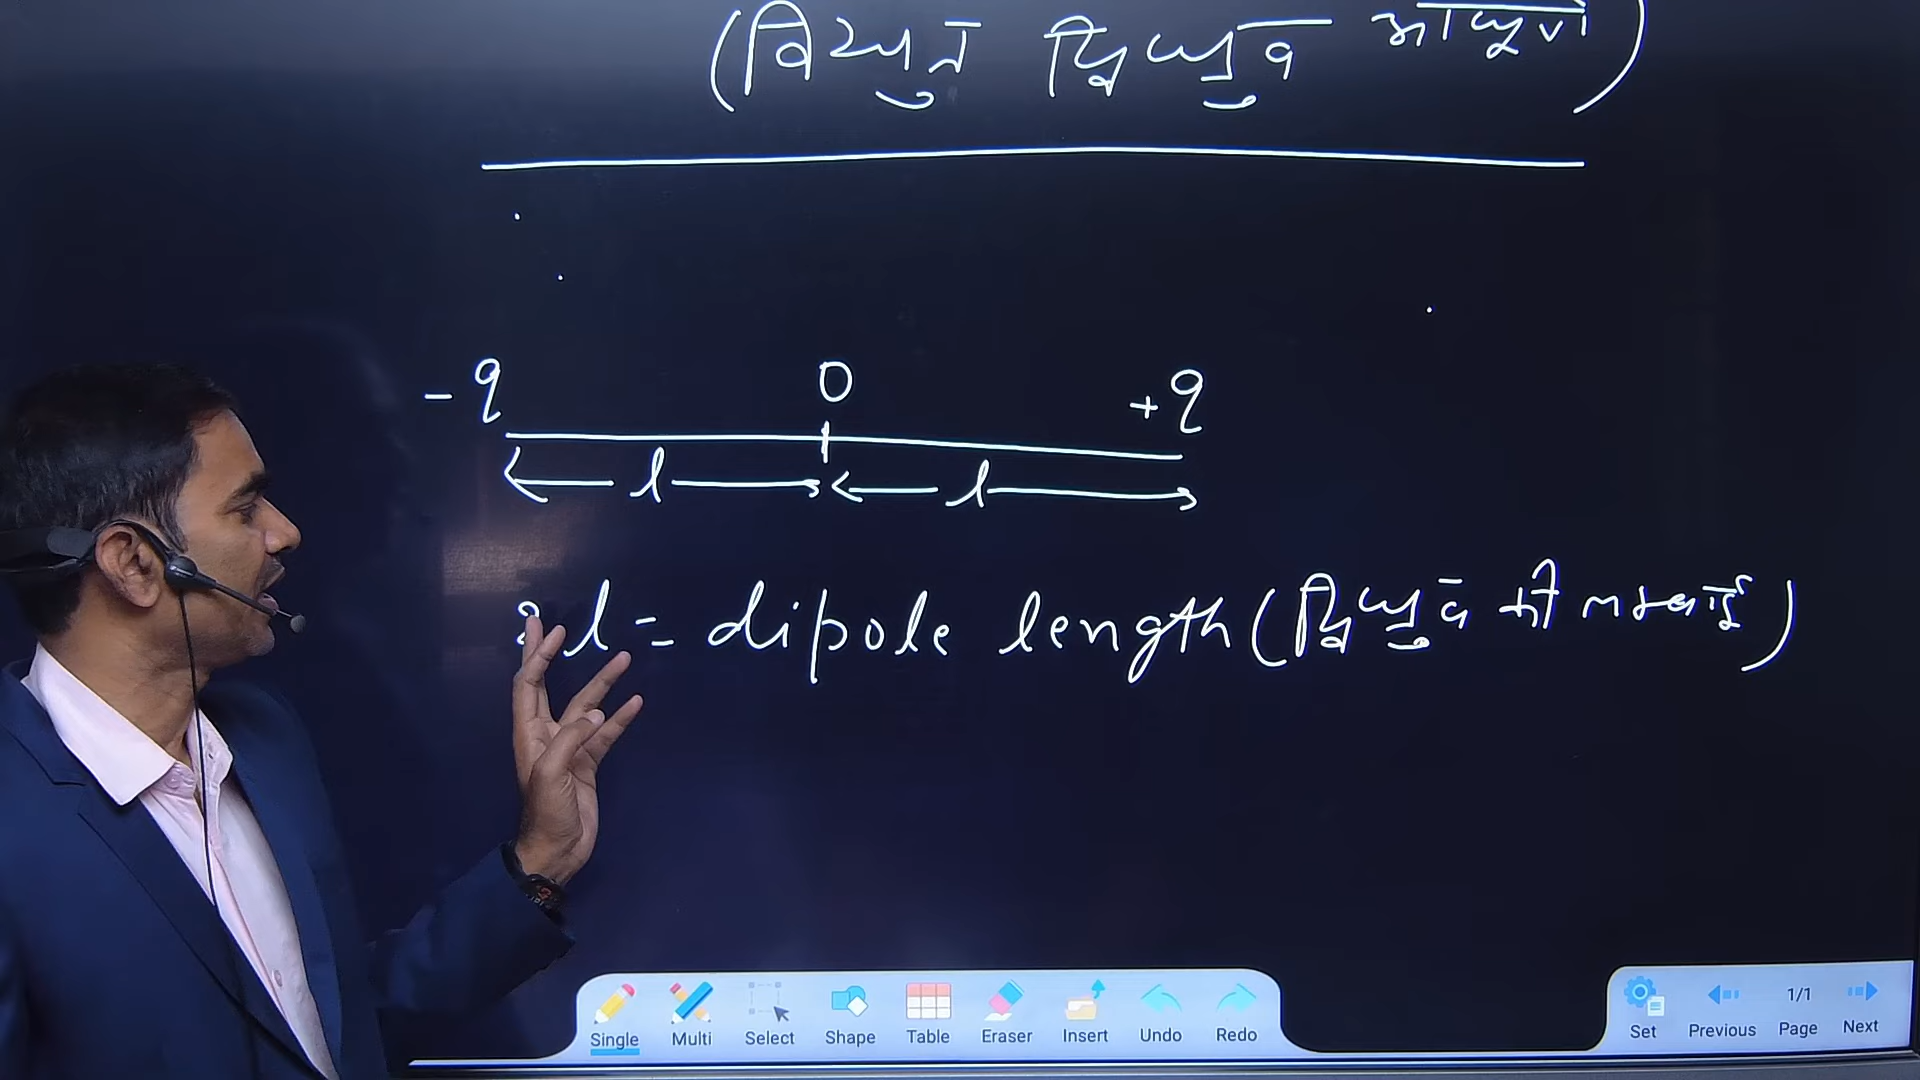 (विद्युत द्विध्रुव आघूर्ण)
- q 0 + q
l l
2l = dipole length (द्विध्रुव की लम्बाई)
Single Multi Select Shape Table Eraser Insert Undo Redo
Set Previous 1/1 Page Next